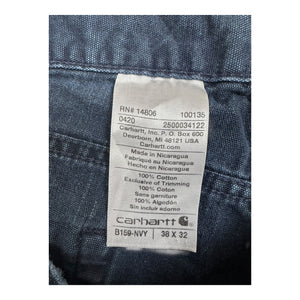 RN# 14806 100135
0420 2500034122
Carhartt, Inc. P.O. Box 600
Dearborn, MI 48121 USA
Carhartt.com
Made in Nicaragua
Fabriqué au Nicaragua
Hecho en Nicaragua
100% Cotton
Exclusive of Trimming
100% Coton
Sans garniture
100% Algodón
Sin incluir adorno
carhartt
B159-NVY 38 X 32